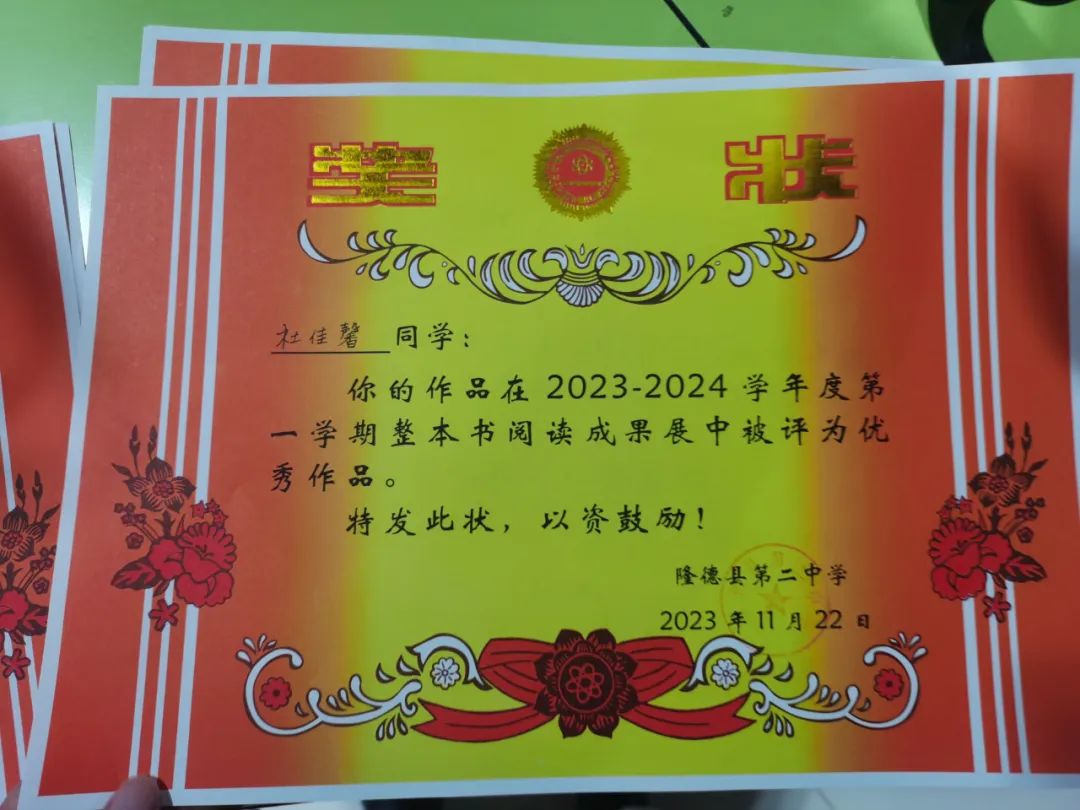 奖 状
杜佳馨 同学：
你的作品在 2023-2024 学年度第
一学期整本书阅读成果展中被评为优
秀作品。
特发此状，以资鼓励！
隆德县第二中学
2023 年 11 月 22 日